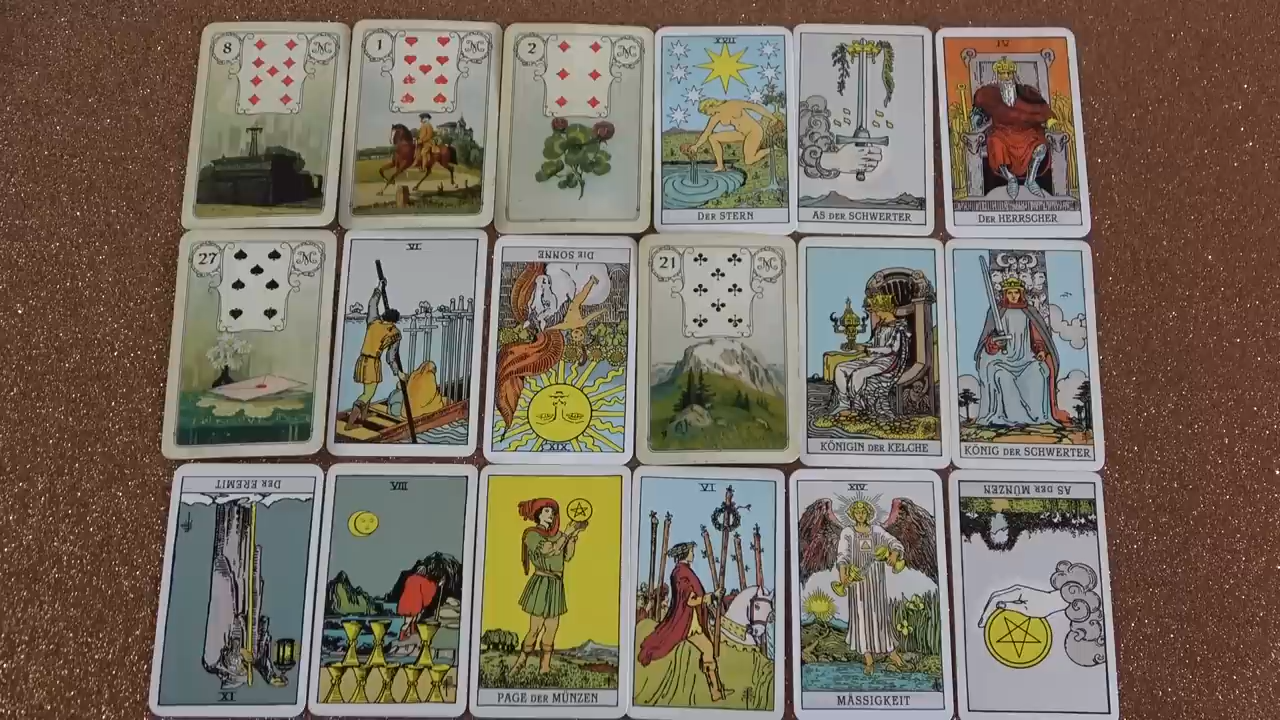 8
1
2
XVII
DER STERN
AS DER SCHWERTER
IV
DER HERRSCHER
27
VI
DIE SONNE
XIX
21
KÖNIGIN DER KELCHE
KÖNIG DER SCHWERTER
DER EREMIT
IX
VIII
PAGE DER MÜNZEN
VI
XIV
MÄSSIGKEIT
AS DER MÜNZEN